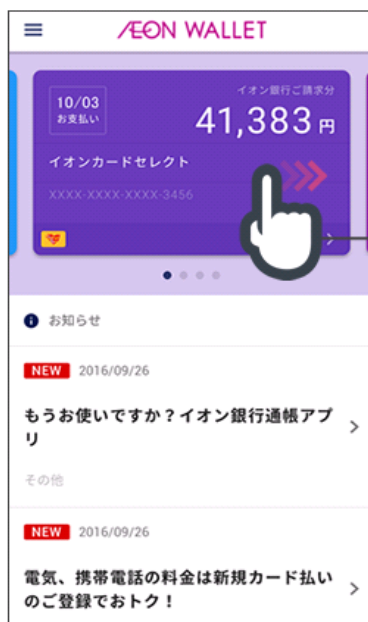 ÆON WALLET
イオン銀行ご請求分
10/03
お支払い
41,383 円
イオンカードセレクト
XXXX-XXXX-XXXX-3456
お知らせ
NEW 2016/09/26
もうお使いですか？イオン銀行通帳アプ
リ
その他
NEW 2016/09/26
電気、携帯電話の料金は新規カード払い
のご登録でおトク！